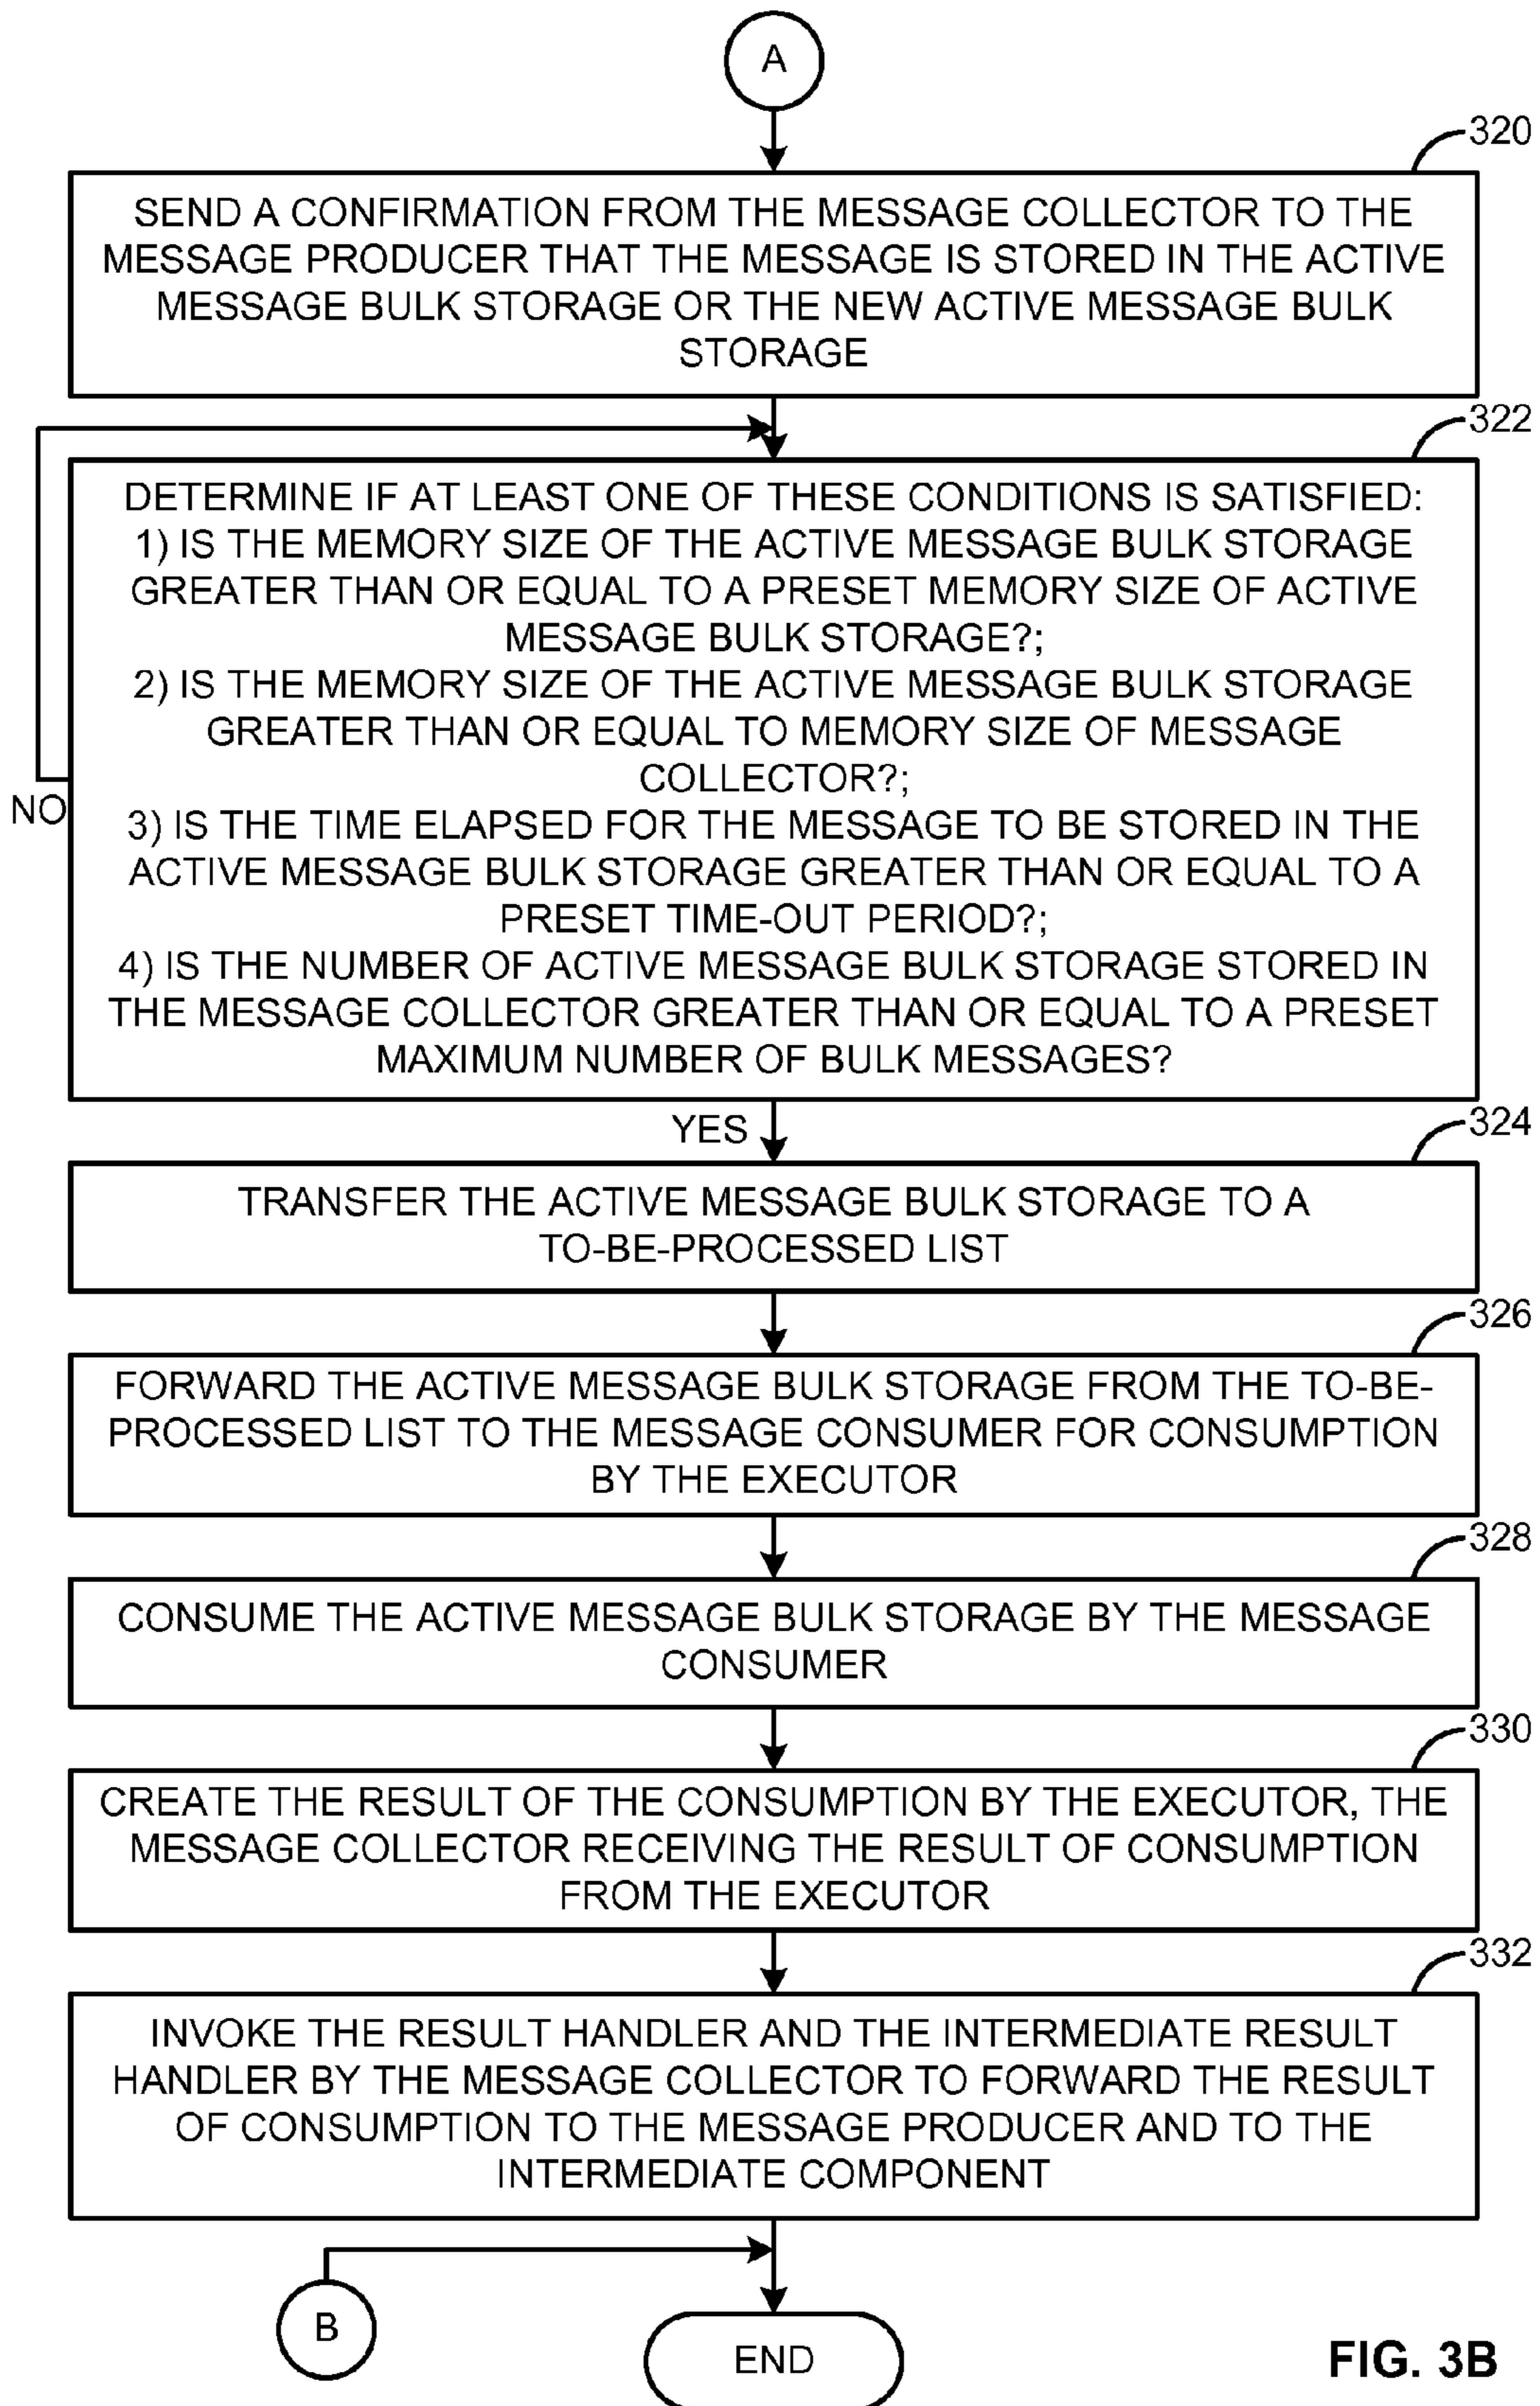 A
320
SEND A CONFIRMATION FROM THE MESSAGE COLLECTOR TO THE
MESSAGE PRODUCER THAT THE MESSAGE IS STORED IN THE ACTIVE
MESSAGE BULK STORAGE OR THE NEW ACTIVE MESSAGE BULK
STORAGE
322
DETERMINE IF AT LEAST ONE OF THESE CONDITIONS IS SATISFIED:
1) IS THE MEMORY SIZE OF THE ACTIVE MESSAGE BULK STORAGE
GREATER THAN OR EQUAL TO A PRESET MEMORY SIZE OF ACTIVE
MESSAGE BULK STORAGE?;
2) IS THE MEMORY SIZE OF THE ACTIVE MESSAGE BULK STORAGE
GREATER THAN OR EQUAL TO MEMORY SIZE OF MESSAGE
COLLECTOR?;
NO
3) IS THE TIME ELAPSED FOR THE MESSAGE TO BE STORED IN THE
ACTIVE MESSAGE BULK STORAGE GREATER THAN OR EQUAL TO A
PRESET TIME-OUT PERIOD?;
4) IS THE NUMBER OF ACTIVE MESSAGE BULK STORAGE STORED IN
THE MESSAGE COLLECTOR GREATER THAN OR EQUAL TO A PRESET
MAXIMUM NUMBER OF BULK MESSAGES?
YES
324
TRANSFER THE ACTIVE MESSAGE BULK STORAGE TO A
TO-BE-PROCESSED LIST
326
FORWARD THE ACTIVE MESSAGE BULK STORAGE FROM THE TO-BE-
PROCESSED LIST TO THE MESSAGE CONSUMER FOR CONSUMPTION
BY THE EXECUTOR
328
CONSUME THE ACTIVE MESSAGE BULK STORAGE BY THE MESSAGE
CONSUMER
330
CREATE THE RESULT OF THE CONSUMPTION BY THE EXECUTOR, THE
MESSAGE COLLECTOR RECEIVING THE RESULT OF CONSUMPTION
FROM THE EXECUTOR
332
INVOKE THE RESULT HANDLER AND THE INTERMEDIATE RESULT
HANDLER BY THE MESSAGE COLLECTOR TO FORWARD THE RESULT
OF CONSUMPTION TO THE MESSAGE PRODUCER AND TO THE
INTERMEDIATE COMPONENT
B
END
FIG. 3B